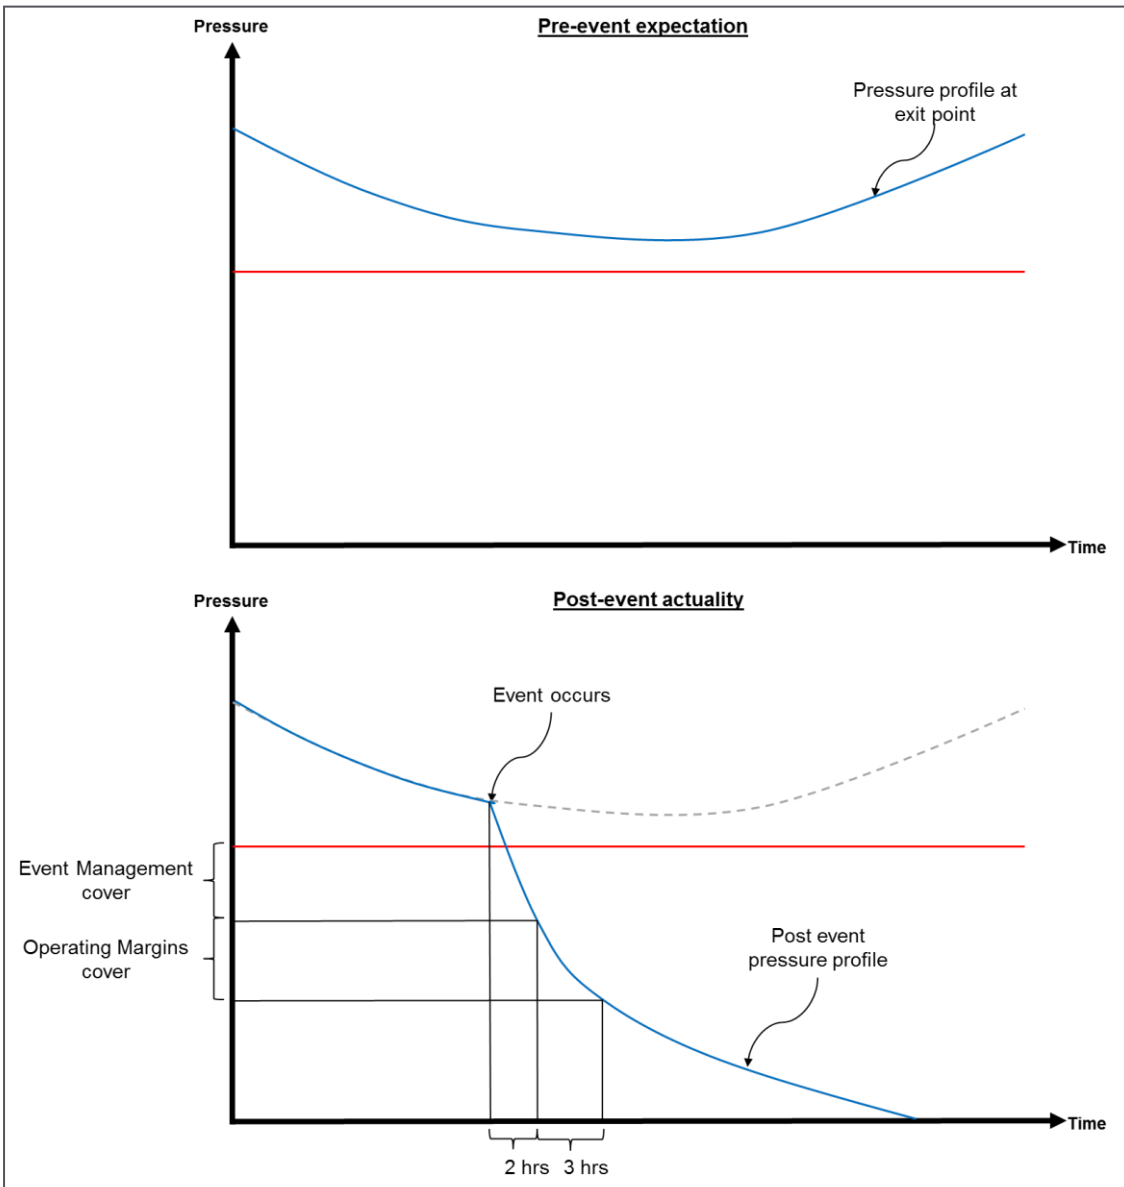 Pre-event expectation
Pressure
Pressure profile at
exit point
Time
Post-event actuality
Pressure
Event occurs
Event Management
cover
Operating Margins
cover
Post event
pressure profile
Time
2 hrs
3 hrs